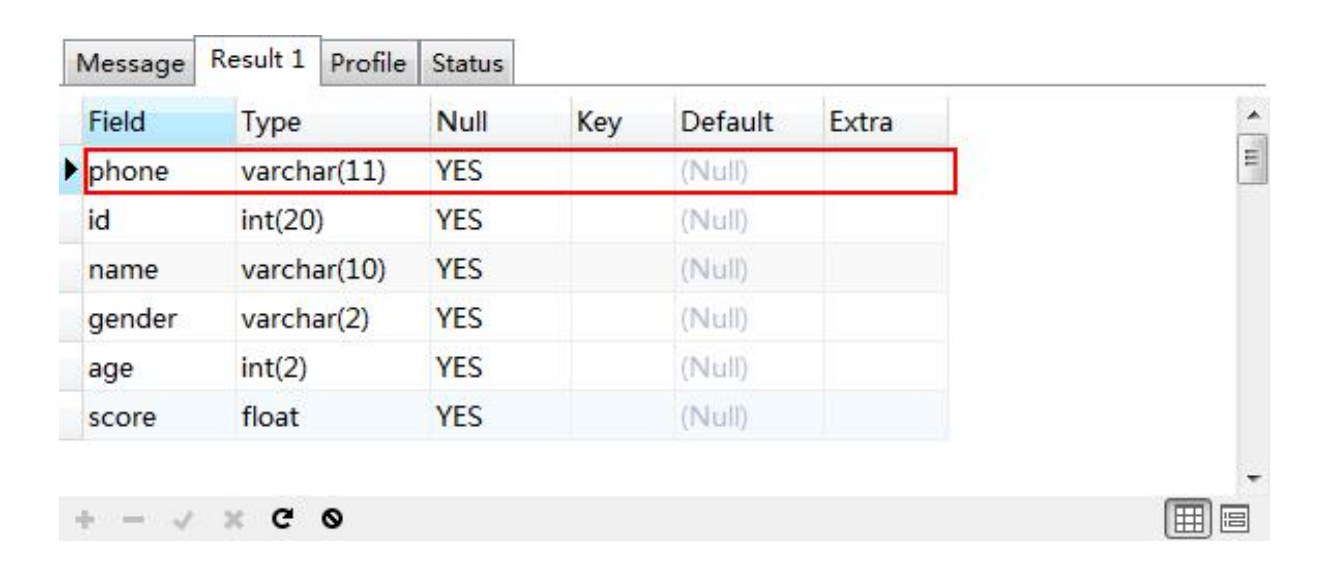 Message Result 1 Profile Status
Field Type Null Key Default Extra
phone varchar(11) YES (Null)
id int(20) YES (Null)
name varchar(10) YES (Null)
gender varchar(2) YES (Null)
age int(2) YES (Null)
score float YES (Null)